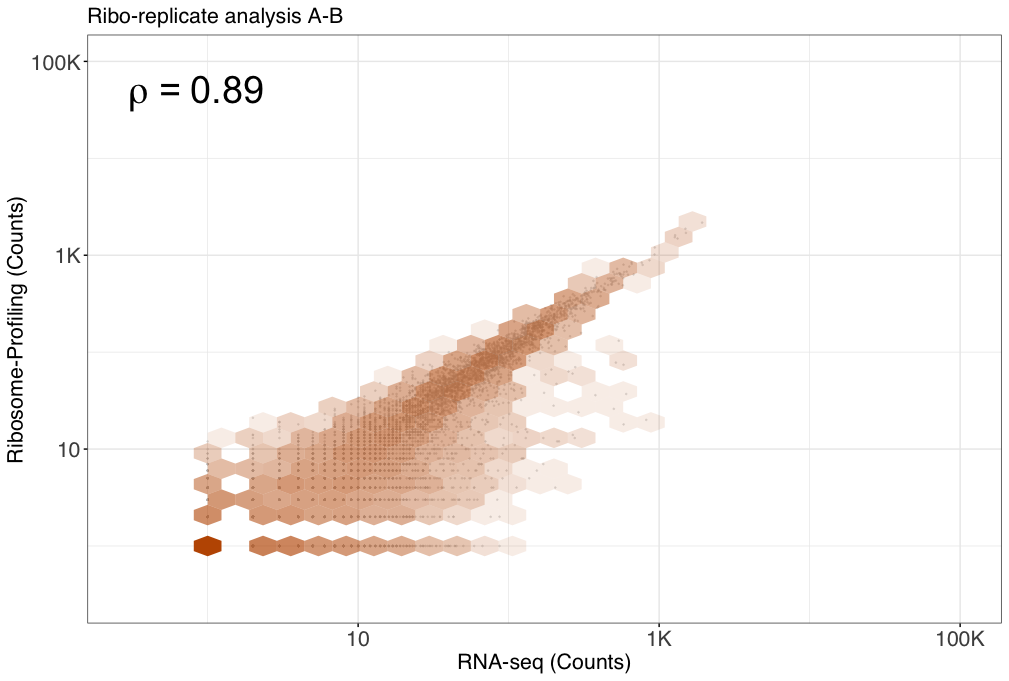 Ribo-replicate analysis A-B
ρ = 0.89
100K
1K
10
Ribosome-Profiling (Counts)
10
1K
100K
RNA-seq (Counts)